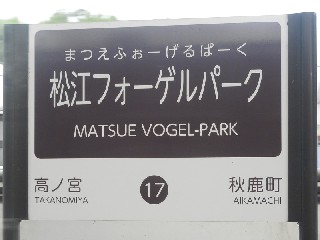 まつえふぉーげるぱーく
松江フォーゲルパーク
MATSUE VOGEL-PARK
高ノ宮 17 秋鹿町
TAKANOMIYA AIKAMACHI